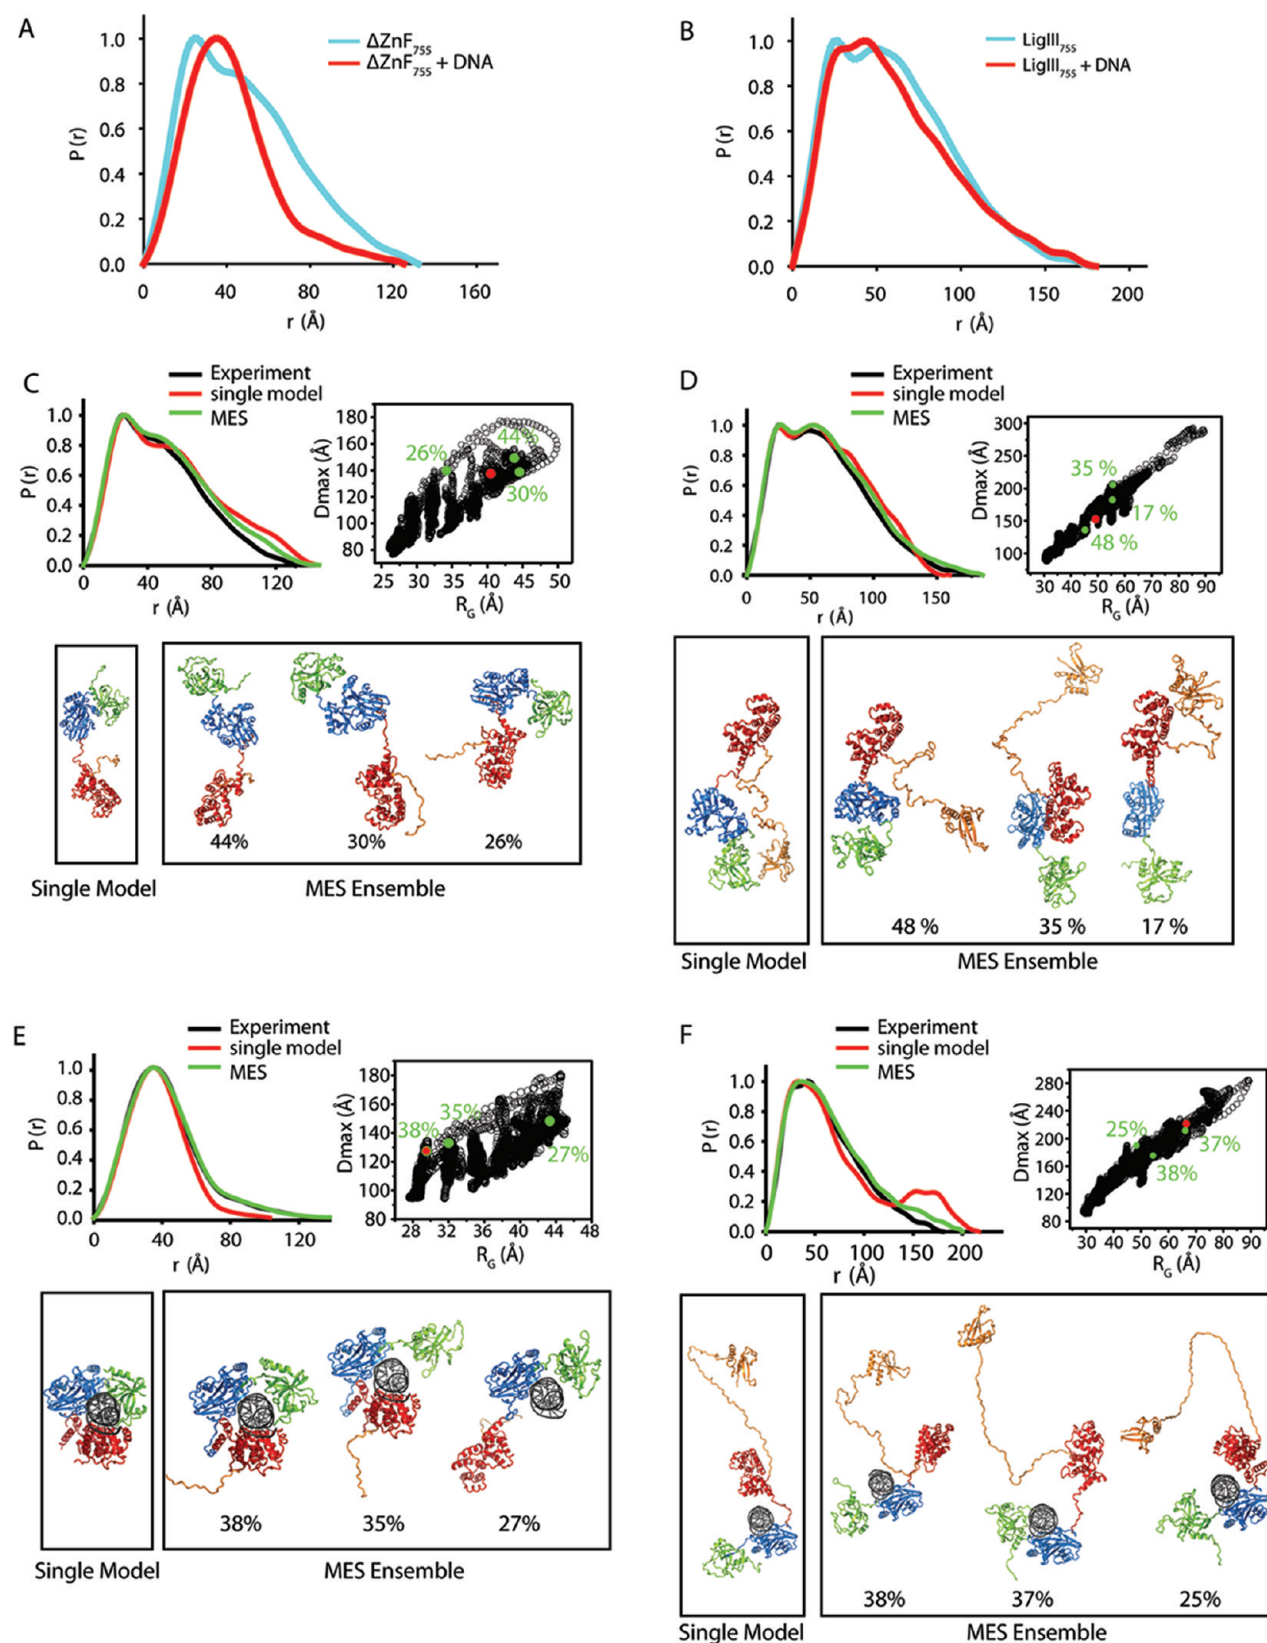 A
ΔZnF755
ΔZnF755 + DNA
P (r)
1.0
0.8
0.6
0.4
0.2
0.0
0 40 80 120 160
r (Å)
B
LigIII755
LigIII755 + DNA
P (r)
1.0
0.8
0.6
0.4
0.2
0.0
0 50 100 150 200
r (Å)
C
Experiment
single model
MES
P (r)
1.0
0.8
0.6
0.4
0.2
0
0 40 80 120
r (Å)
Dmax (Å)
180
160
140
120
100
80
26%
44%
30%
25 30 35 40 45 50
RG (Å)
44%
30%
26%
Single Model
MES Ensemble
D
Experiment
single model
MES
P (r)
1.0
0.8
0.6
0.4
0.2
0
0 50 100 150
r (Å)
Dmax (Å)
300
250
200
150
100
35 %
17 %
48 %
30 40 50 60 70 80 90
RG (Å)
48 %
35 %
17 %
Single Model
MES Ensemble
E
Experiment
single model
MES
P (r)
1.0
0.8
0.6
0.4
0.2
0.0
0 40 80 120
r (Å)
Dmax (Å)
180
160
140
120
100
80
38%
35%
27%
28 32 36 40 44 48
RG (Å)
38%
35%
27%
Single Model
MES Ensemble
F
Experiment
single model
MES
P (r)
1.0
0.8
0.6
0.4
0.2
0.0
0 50 100 150 200
r (Å)
Dmax (Å)
280
240
200
160
120
80
25%
37%
38%
30 40 50 60 70 80 90
RG (Å)
38%
37%
25%
Single Model
MES Ensemble